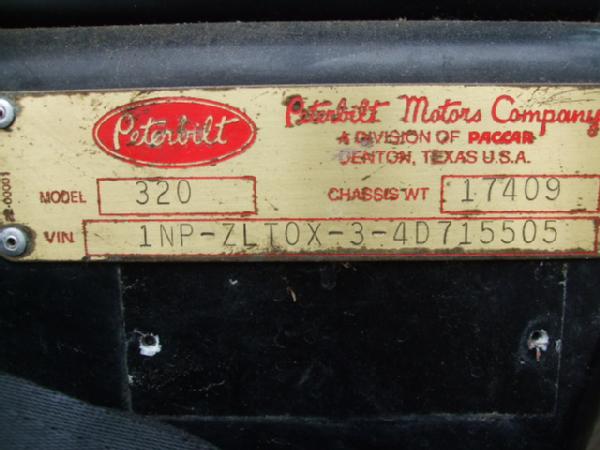 Peterbilt
Peterbilt Motors Company
A DIVISION OF PACCAR
DENTON, TEXAS U.S.A.
MODEL 320 CHASSIS WT 17409
VIN 1NP-ZLTOX-3-4D715505